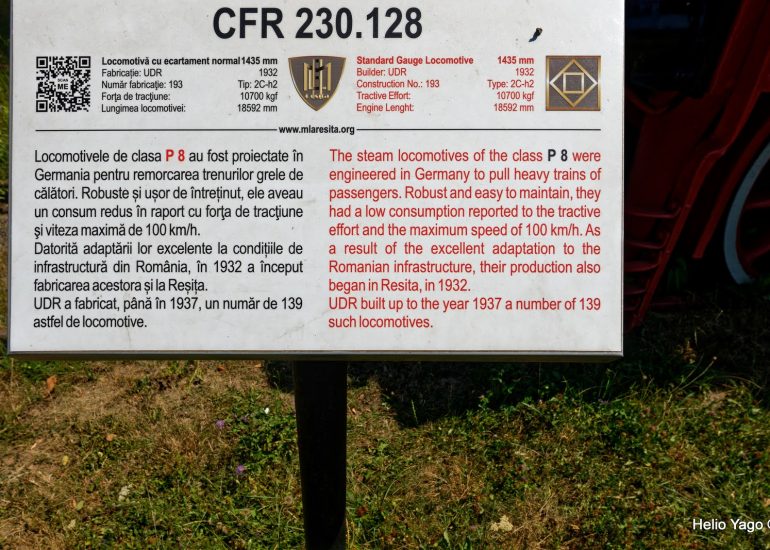 CFR 230.128
SCAN
ME
Locomotivă cu ecartament normal 1435 mm
Fabricație: UDR 1932
Număr fabricație: 193 Tip: 2C-h2
Forţa de tracţiune: 10700 kgf
Lungimea locomotivei: 18592 mm
Standard Gauge Locomotive 1435 mm
Builder: UDR 1932
Construction No.: 193 Type: 2C-h2
Tractive Effort: 10700 kgf
Engine Lenght: 18592 mm
www.mlaresita.org
Locomotivele de clasa P 8 au fost proiectate în
Germania pentru remorcarea trenurilor grele de
călători. Robuste și ușor de întreținut, ele aveau
un consum redus în raport cu forţa de tracţiune
şi viteza maximă de 100 km/h.
Datorită adaptării lor excelente la condițiile de
infrastructură din România, în 1932 a început
fabricarea acestora și la Reșița.
UDR a fabricat, până în 1937, un număr de 139
astfel de locomotive.
The steam locomotives of the class P 8 were
engineered in Germany to pull heavy trains of
passengers. Robust and easy to maintain, they
had a low consumption reported to the tractive
effort and the maximum speed of 100 km/h. As
a result of the excellent adaptation to the
Romanian infrastructure, their production also
began in Resita, in 1932.
UDR built up to the year 1937 a number of 139
such locomotives.
Helio Yago